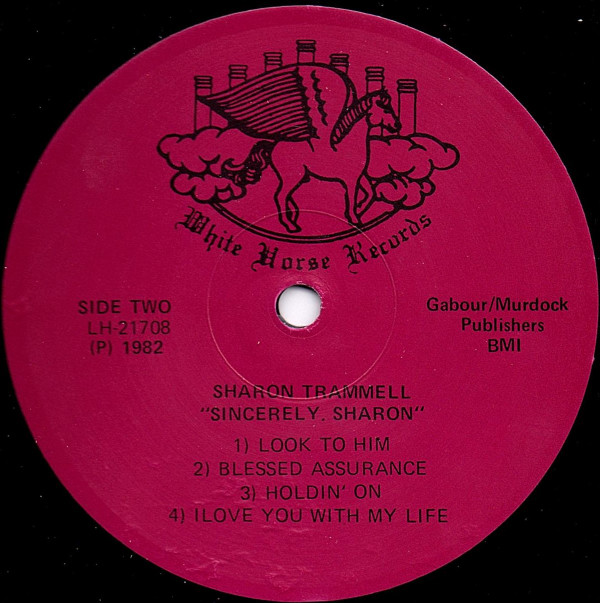 White Horse Records
SIDE TWO
LH-21708
(P) 1982
Gabour/Murdock
Publishers
BMI
SHARON TRAMMELL
"SINCERELY, SHARON"
1) LOOK TO HIM
2) BLESSED ASSURANCE
3) HOLDIN' ON
4) ILOVE YOU WITH MY LIFE